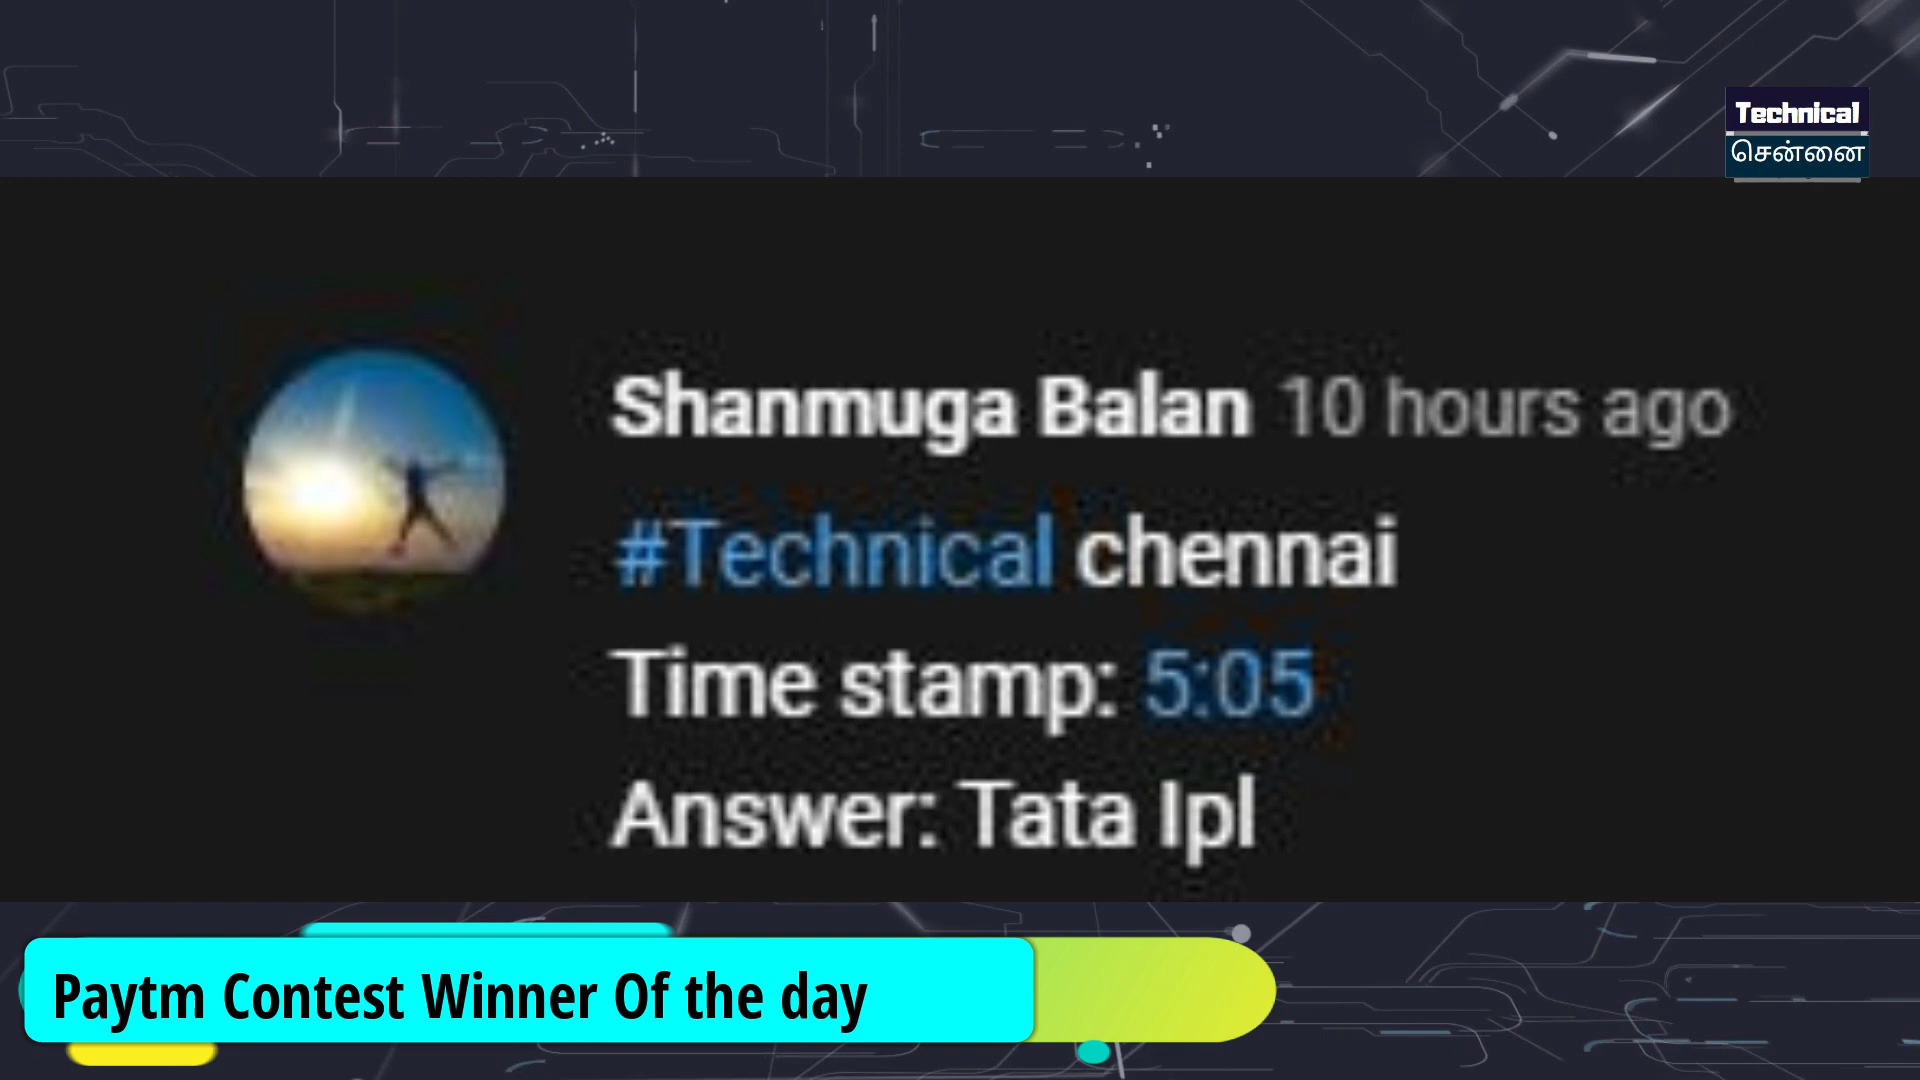 Technical
சென்னை
Shanmuga Balan 10 hours ago
#Technical chennai
Time stamp: 5:05
Answer: Tata Ipl
Paytm Contest Winner Of the day